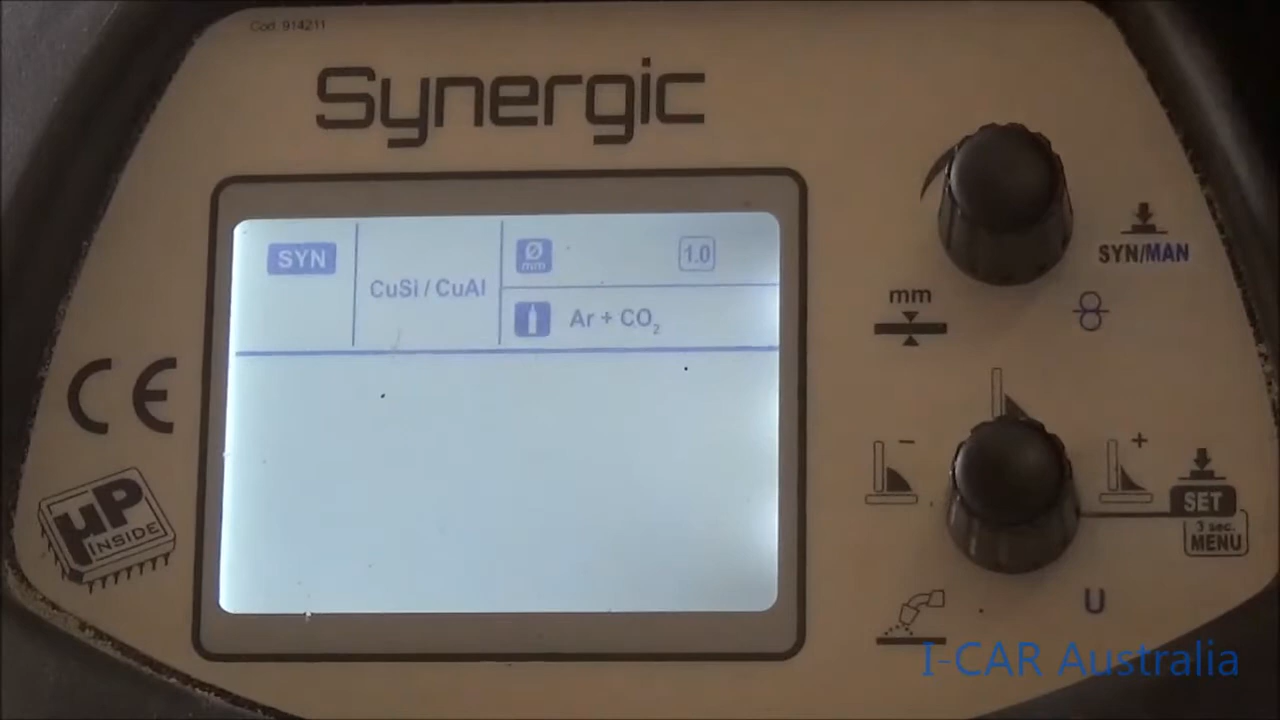 Cod. 914211
Synergic
SYN
CuSi / CuAl
Ø mm
1.0
Ar + CO₂
SYN/MAN
mm
CE
µP
INSIDE
−
+
SET
3 sec.
MENU
U
I-CAR Australia